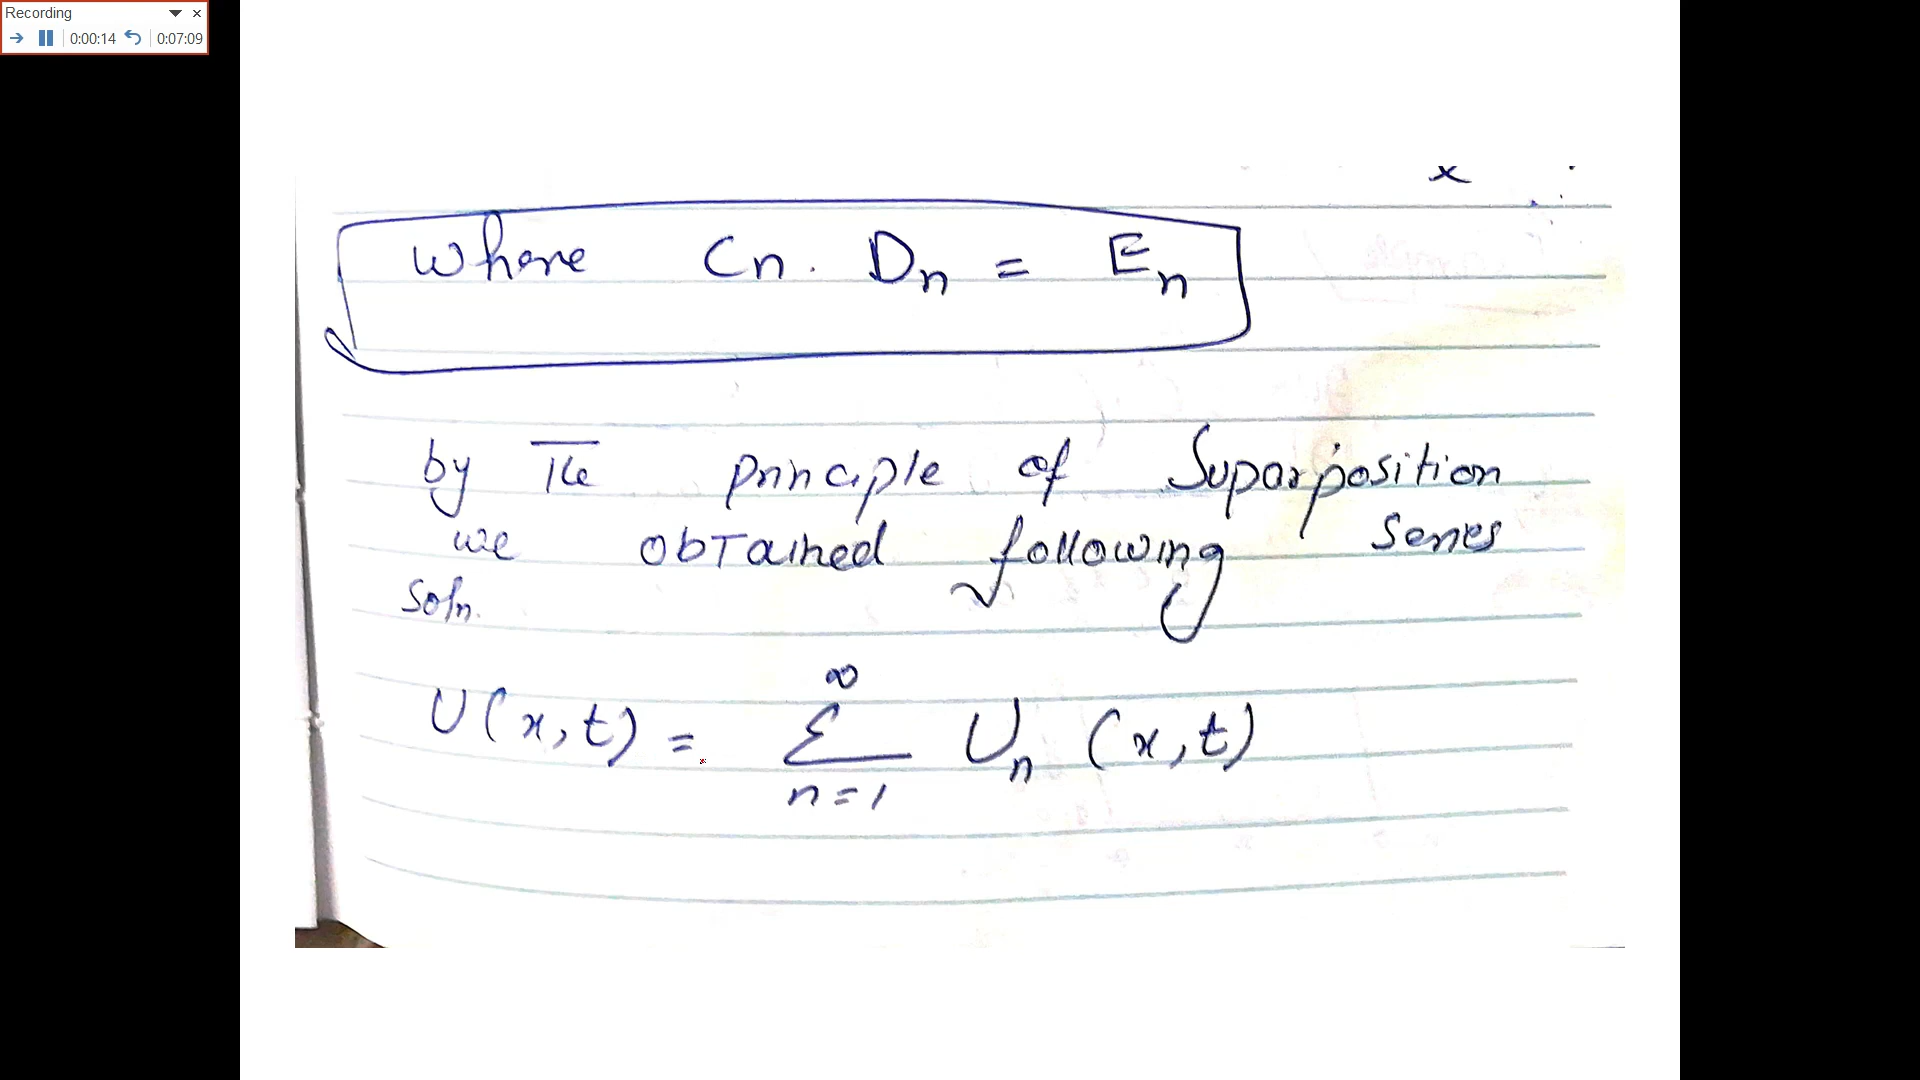 Recording
0:00:14 0:07:09
x
where Cn. Dn = En
by The principle of Superposition
we obtained following series
Soln.
U(x,t) = ∞ Σ n=1 Un (x,t)